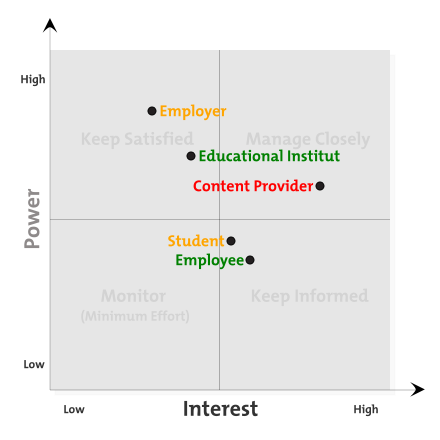 High
Employer
Keep Satisfied
Manage Closely
Educational Institut
Content Provider
Power
Student
Employee
Monitor
(Minimum Effort)
Keep Informed
Low
Low
Interest
High